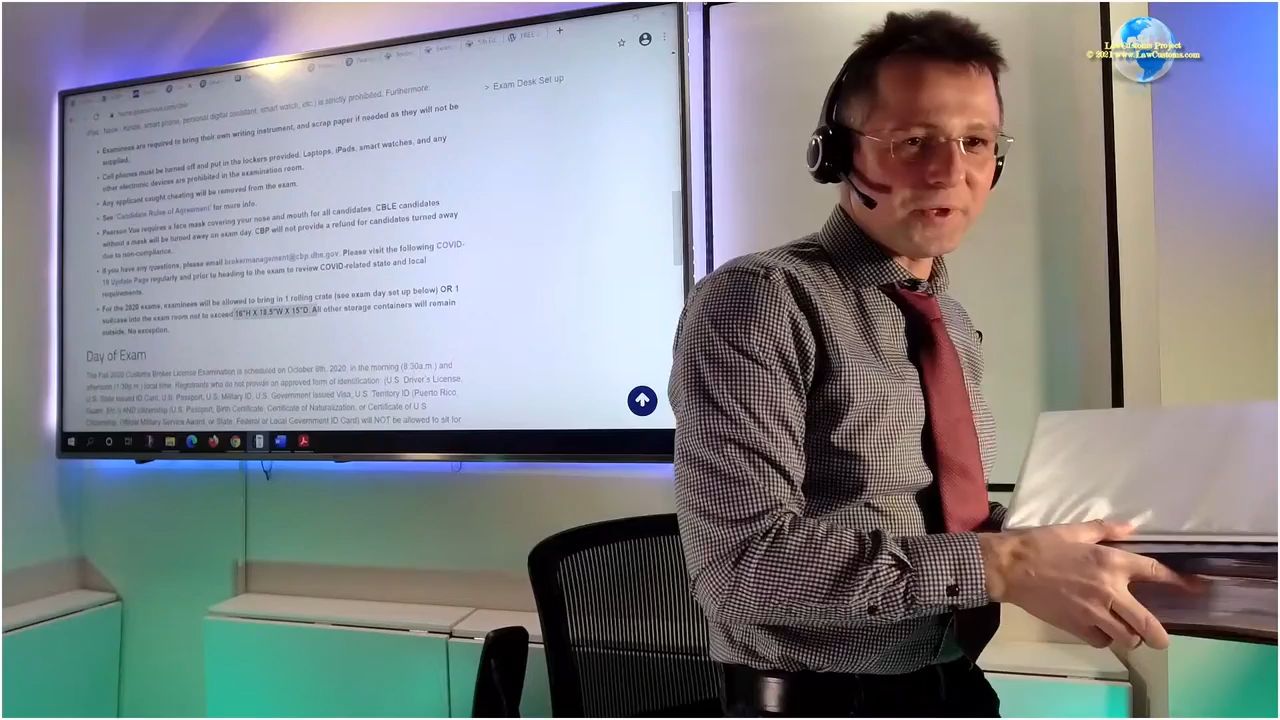 LawCustoms Project
© 2021 www.LawCustoms.com
> Exam Desk Set up
iPad, Nook, Kindle, smart phone, personal digital assistant, smart watch, etc.) is strictly prohibited. Furthermore:
Examinees are required to bring their own writing instrument, and scrap paper if needed as they will not be
supplied.
Cell phones must be turned off and put in the lockers provided. Laptops, iPads, smart watches, and any
other electronic devices are prohibited in the examination room.
Any applicant caught cheating will be removed from the exam.
See 'Candidate Rules of Agreement' for more info.
Pearson Vue requires a face mask covering your nose and mouth for all candidates. CBLE candidates
without a mask will be turned away on exam day. CBP will not provide a refund for candidates turned away
due to non-compliance.
If you have any questions, please email brokermanagement@cbp.dhs.gov. Please visit the following COVID-
19 Update Page regularly and prior to heading to the exam to review COVID-related state and local
requirements.
For the 2020 exams, examinees will be allowed to bring in 1 rolling crate (see exam day set up below) OR 1
suitcase into the exam room not to exceed 16"H X 18.5"W X 15"D. All other storage containers will remain
outside. No exception.
Day of Exam
The Fall 2020 Customs Broker License Examination is scheduled on October 8th, 2020, in the morning (8:30a.m.) and
afternoon (1:30p.m.) local time. Registrants who do not provide an approved form of identification: (U.S. Driver's License,
U.S. State Issued ID Card, U.S. Passport, U.S. Military ID, U.S. Government Issued Visa, U.S. Territory ID (Puerto Rico,
Guam, Etc.)) AND citizenship (U.S. Passport, Birth Certificate, Certificate of Naturalization, or Certificate of U.S
Citizenship, Official Military Service Award, or State, Federal or Local Government ID Card) will NOT be allowed to sit for